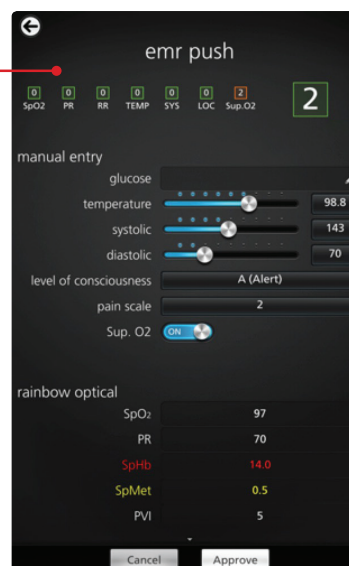 emr push
0 0 0 0 0 0 2 2
SpO2 PR RR TEMP SYS LOC Sup.O2
manual entry
glucose
temperature 98.8
systolic 143
diastolic 70
level of consciousness A (Alert)
pain scale 2
Sup. O2 ON
rainbow optical
SpO2 97
PR 70
SpHb 14.0
SpMet 0.5
PVI 5
Cancel Approve